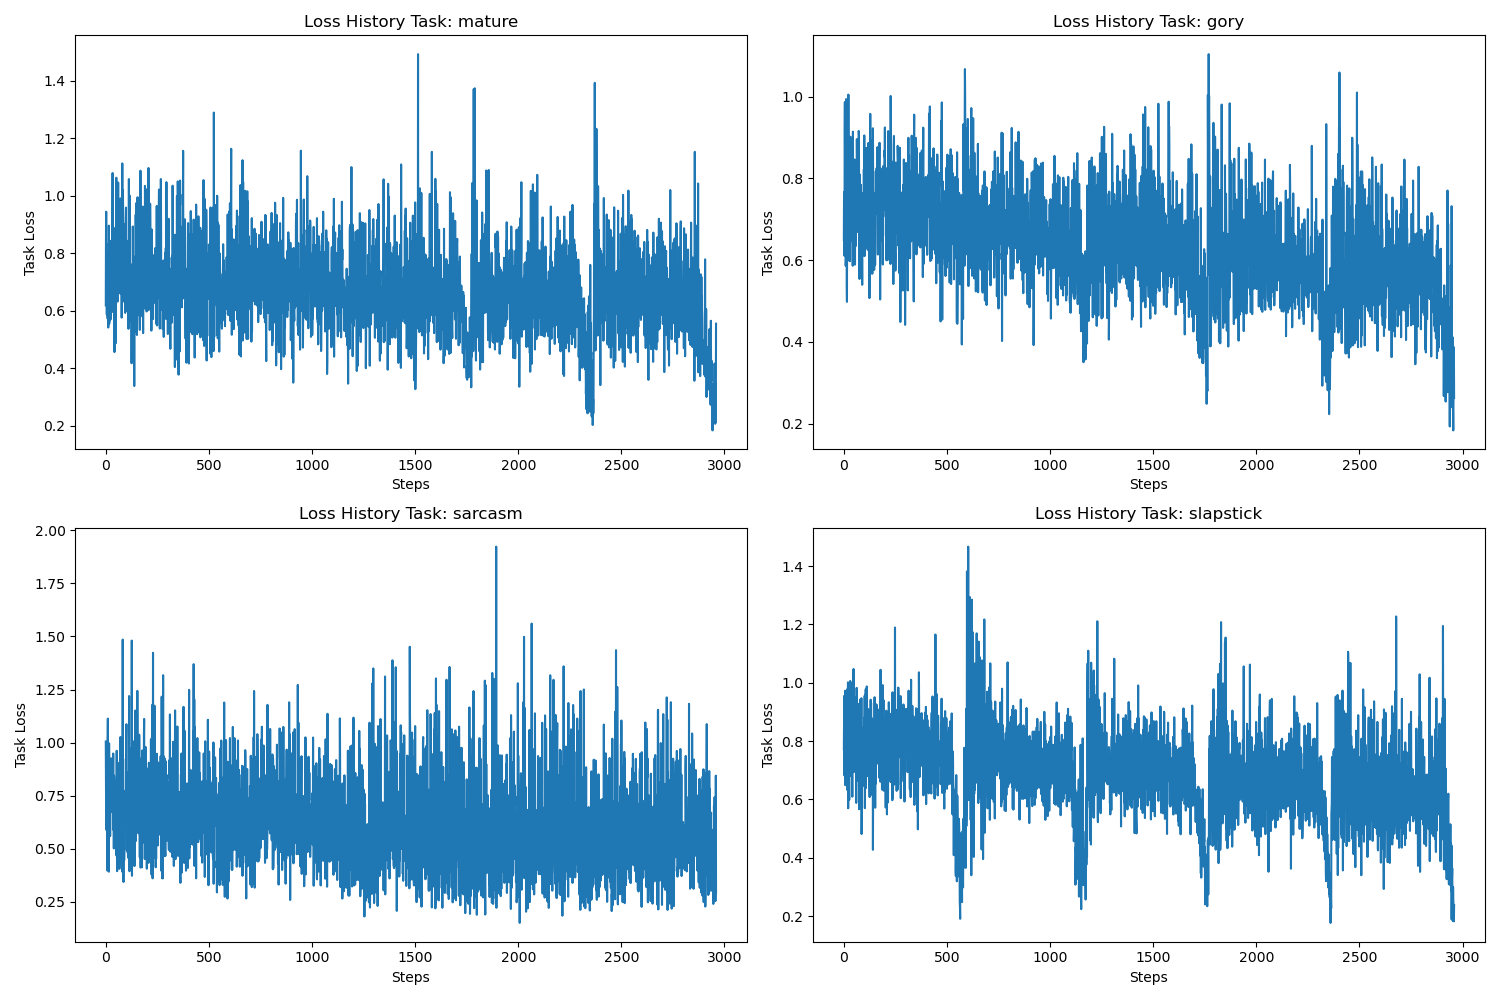 Loss History Task: mature
1.4
1.2
1.0
0.8
0.6
0.4
0.2
Task Loss
0 500 1000 1500 2000 2500 3000
Steps
Loss History Task: gory
1.0
0.8
0.6
0.4
0.2
Task Loss
0 500 1000 1500 2000 2500 3000
Steps
Loss History Task: sarcasm
2.00
1.75
1.50
1.25
1.00
0.75
0.50
0.25
Task Loss
0 500 1000 1500 2000 2500 3000
Steps
Loss History Task: slapstick
1.4
1.2
1.0
0.8
0.6
0.4
0.2
Task Loss
0 500 1000 1500 2000 2500 3000
Steps